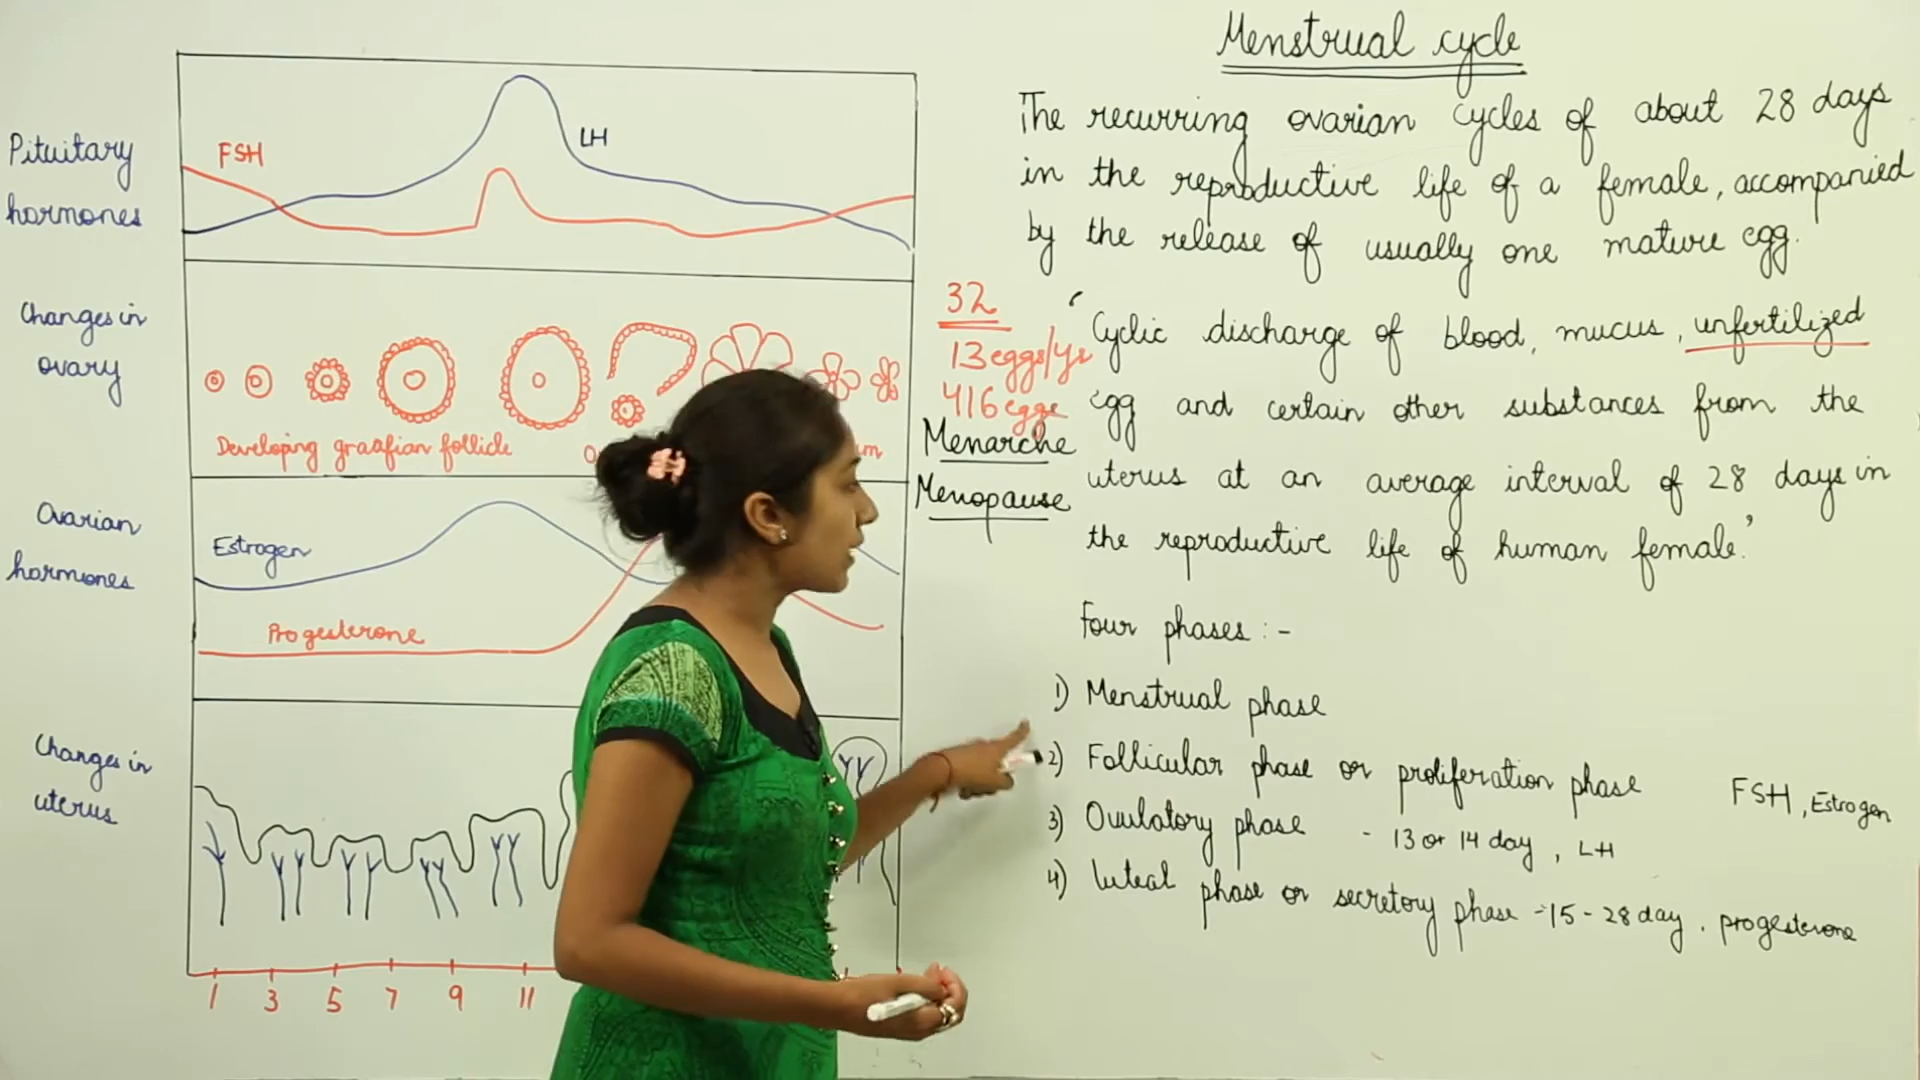 Menstrual cycle
The recurring ovarian cycles of about 28 days
in the reproductive life of a female, accompanied
by the release of usually one mature egg.
'Cyclic discharge of blood, mucus, unfertilized
egg and certain other substances from the
uterus at an average interval of 28 days in
the reproductive life of human female.'
Four phases :-
1) Menstrual phase
2) Follicular phase or proliferation phase FSH, Estrogen
3) Ovulatory phase - 13 or 14 day, LH
4) luteal phase or secretory phase - 15 - 28 day. progesterone
32
13 eggs/yr
416 eggs
Menarche
Menopause
Pituitary
hormones
FSH
LH
Changes in
ovary
Developing graafian follicle
Ovarian
hormones
Estrogen
Progesterone
Changes in
uterus
1 3 5 7 9 11